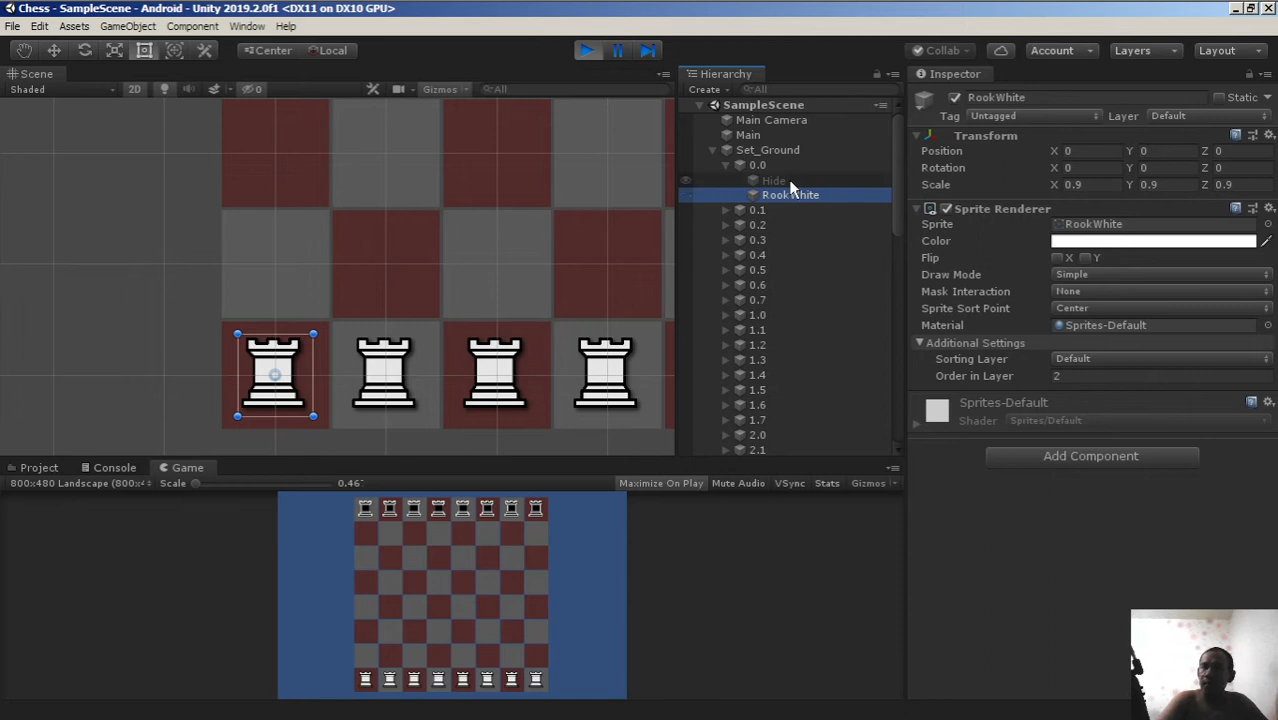 Chess - SampleScene - Android - Unity 2019.2.0f1 <DX11 on DX10 GPU>
File Edit Assets GameObject Component Window Help
Center Local Collab Account Layers Layout
Scene
Shaded 2D 0 Gizmos All
Hierarchy
Create All
SampleScene
Main Camera
Main
Set_Ground
0.0
Hide
RookWhite
0.1
0.2
0.3
0.4
0.5
0.6
0.7
1.0
1.1
1.2
1.3
1.4
1.5
1.6
1.7
2.0
2.1
Inspector
RookWhite Static
Tag Untagged Layer Default
Transform
Position X 0 Y 0 Z 0
Rotation X 0 Y 0 Z 0
Scale X 0.9 Y 0.9 Z 0.9
Sprite Renderer
Sprite RookWhite
Color
Flip X Y
Draw Mode Simple
Mask Interaction None
Sprite Sort Point Center
Material Sprites-Default
Additional Settings
Sorting Layer Default
Order in Layer 2
Sprites-Default
Shader Sprites/Default
Add Component
Project Console Game
800x480 Landscape (800x4 Scale 0.46 Maximize On Play Mute Audio VSync Stats Gizmos